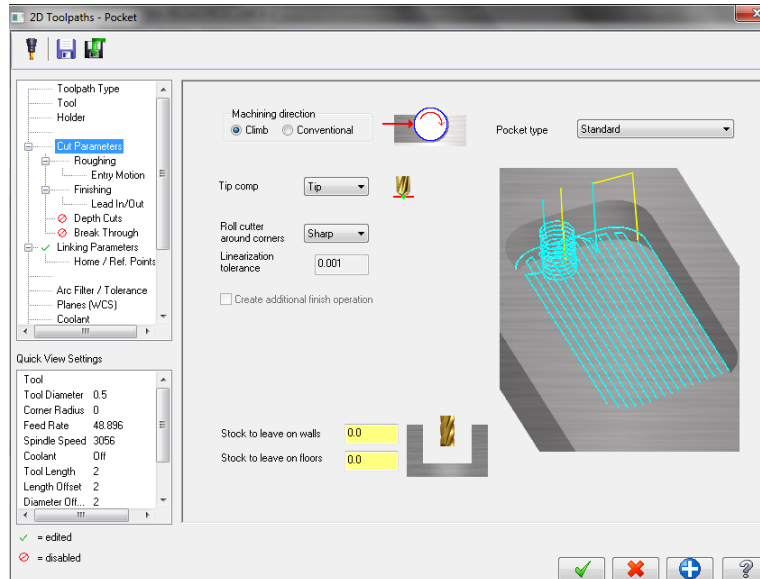 2D Toolpaths - Pocket
Toolpath Type
Tool
Holder
Cut Parameters
Roughing
Entry Motion
Finishing
Lead In/Out
Depth Cuts
Break Through
Linking Parameters
Home / Ref. Points
Arc Filter / Tolerance
Planes (WCS)
Coolant
Quick View Settings
Tool
Tool Diameter 0.5
Corner Radius 0
Feed Rate 48.896
Spindle Speed 3056
Coolant Off
Tool Length 2
Length Offset 2
Diameter Off... 2
= edited
= disabled
Machining direction
Climb Conventional
Pocket type Standard
Tip comp Tip
Roll cutter
around corners Sharp
Linearization
tolerance 0.001
Create additional finish operation
Stock to leave on walls 0.0
Stock to leave on floors 0.0
?